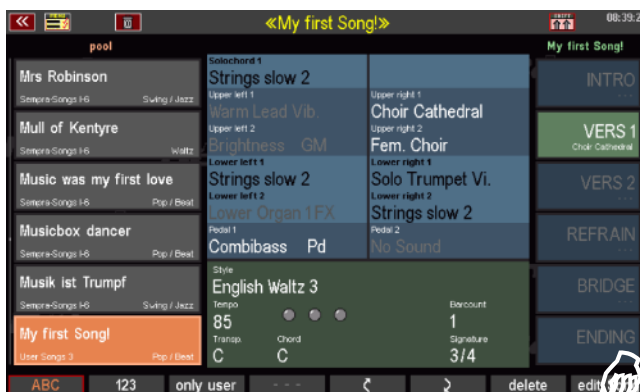 MENU
«My first Song!»
SHIFT
08:39:2
pool
My first Song!
Mrs Robinson
Sempra-Songs I-6 Swing / Jazz
Mull of Kentyre
Sempra-Songs I-6 Waltz
Music was my first love
Sempra-Songs I-6 Pop / Beat
Musicbox dancer
Sempra-Songs I-6 Pop / Beat
Musik ist Trumpf
Sempra-Songs I-6 Swing / Jazz
My first Song!
User Songs 3 Pop / Beat
Solochord 1
Strings slow 2
Upper left 1
Warm Lead Vib.
Upper right 1
Choir Cathedral
Upper left 2
Brightness GM
Upper right 2
Fem. Choir
Lower left 1
Strings slow 2
Lower right 1
Solo Trumpet Vi.
Lower left 2
Lower Organ 1FX
Lower right 2
Strings slow 2
Pedal 1
Combibass Pd
Pedal 2
No Sound
Style
English Waltz 3
Tempo
85
Barcount
1
Transp.
C
Chord
C
Signature
3/4
INTRO
- - -
VERS 1
Choir Cathedral
VERS 2
- - -
REFRAIN
- - -
BRIDGE
- - -
ENDING
ABC 123 only user - - - delete edit